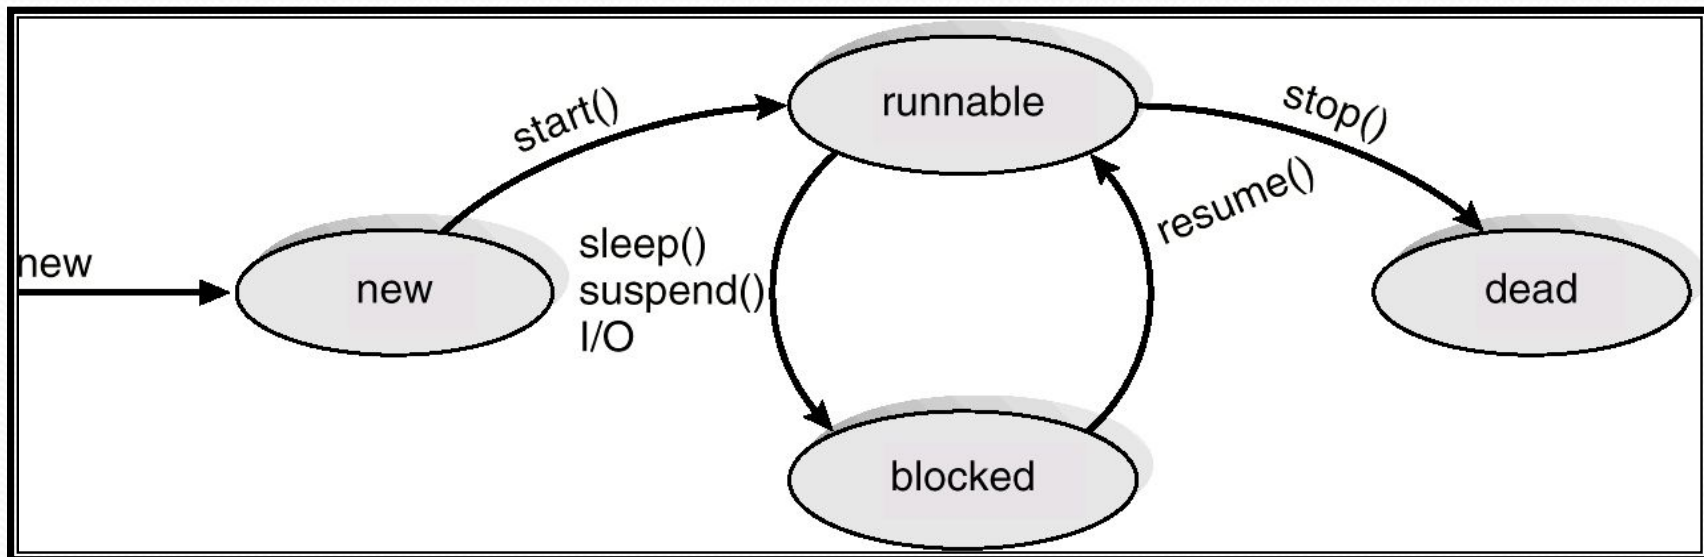 runnable
start()
stop()
resume()
sleep()
suspend()
I/O
new
new
dead
blocked